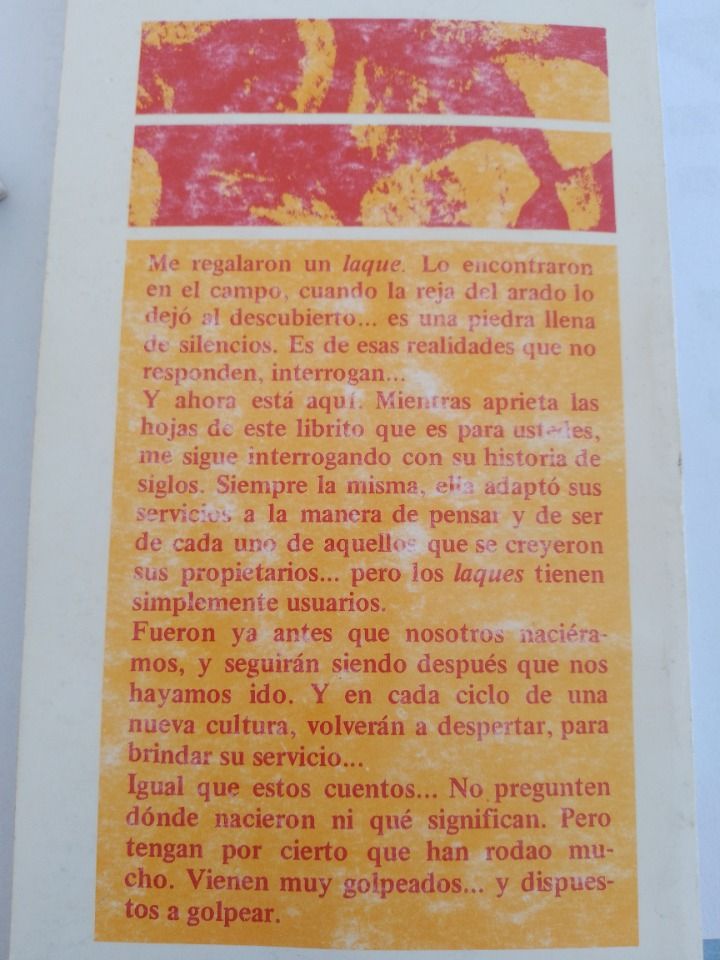 Me regalaron un laque. Lo encontraron
en el campo, cuando la reja del arado lo
dejó al descubierto... es una piedra llena
de silencios. Es de esas realidades que no
responden, interrogan...
Y ahora está aquí. Mientras aprieta las
hojas de este librito que es para ustedes,
me sigue interrogando con su historia de
siglos. Siempre la misma, ella adaptó sus
servicios a la manera de pensar y de ser
de cada uno de aquellos que se creyeron
sus propietarios... pero los laques tienen
simplemente usuarios.
Fueron ya antes que nosotros naciéra-
mos, y seguirán siendo después que nos
hayamos ido. Y en cada ciclo de una
nueva cultura, volverán a despertar, para
brindar su servicio...
Igual que estos cuentos... No pregunten
dónde nacieron ni qué significan. Pero
tengan por cierto que han rodao mu-
cho. Vienen muy golpeados... y dispues-
tos a golpear.